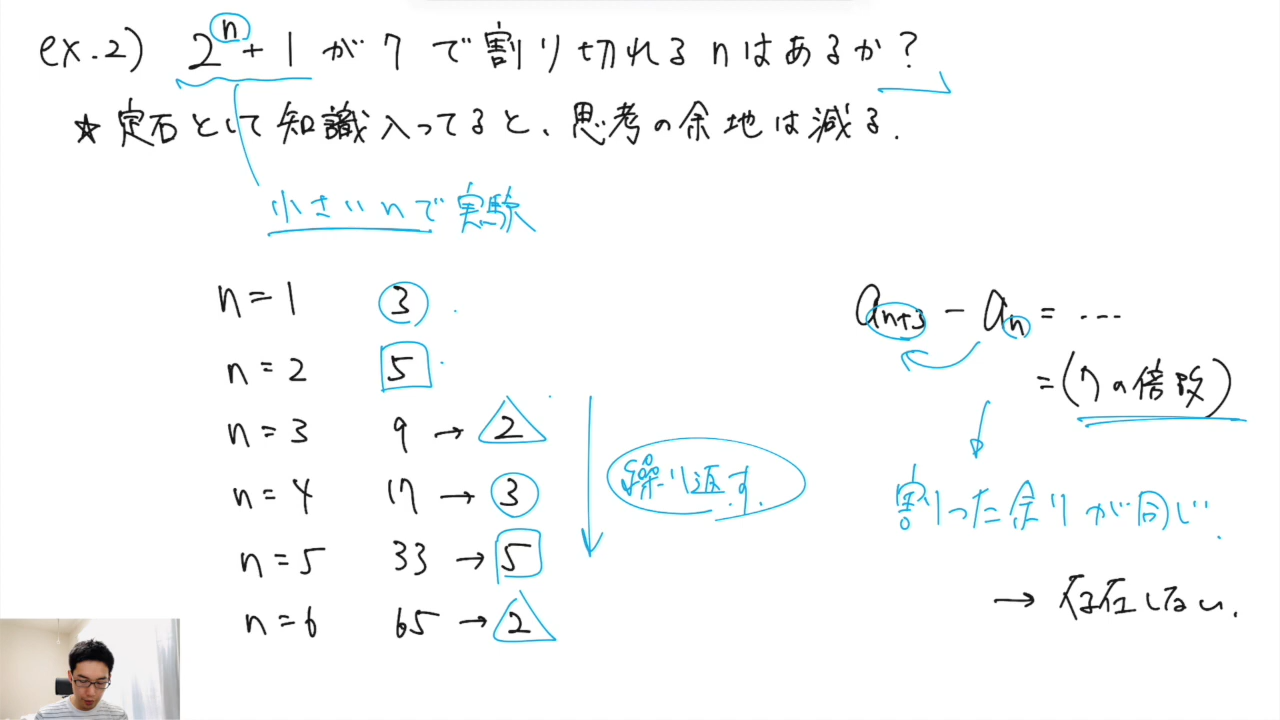 ex.2) 2^n + 1 が 7 で割り切れる n はあるか？
☆ 定石として知識入ってると、思考の余地は減る.
小さい n で実験
n = 1 3
n = 2 5
n = 3 9 → 2
n = 4 17 → 3
n = 5 33 → 5
n = 6 65 → 2
繰り返す.
a_{n+3} - a_n = ...
= (7の倍数)
↓
割った余りが同じ.
→ 存在しない.